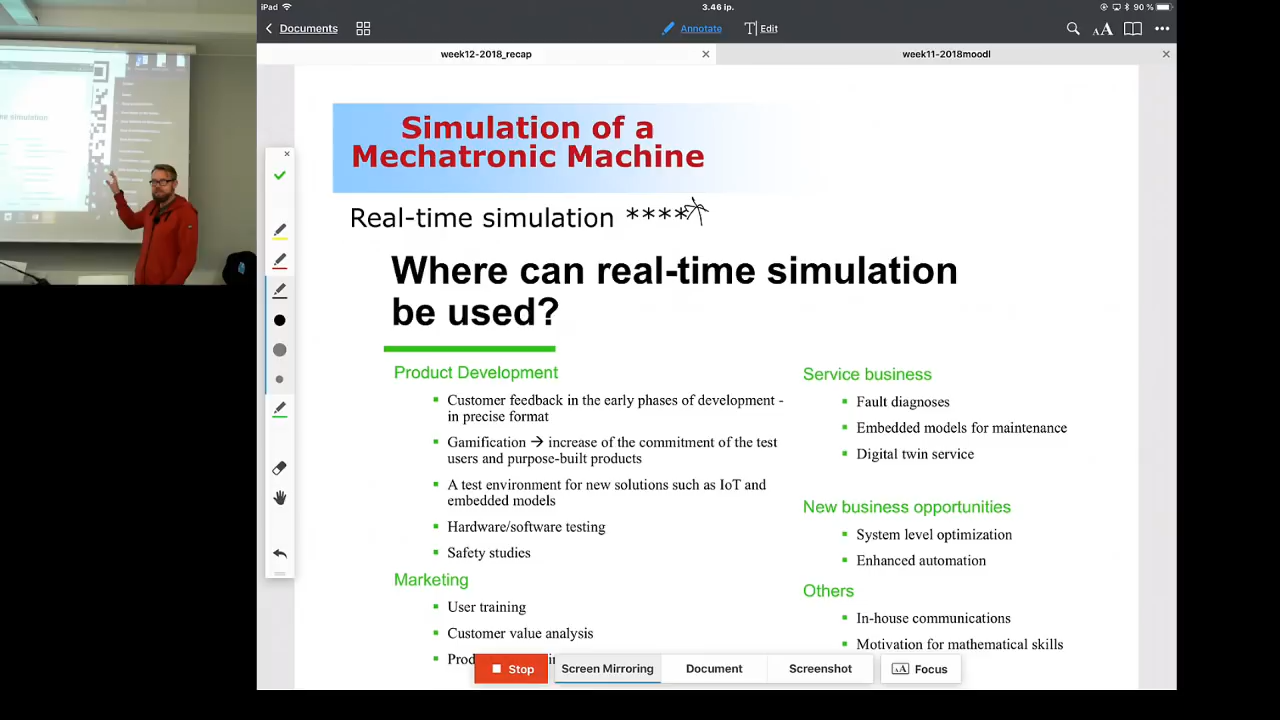 iPad
3.46 ip.
90 %
Documents
Annotate
Edit
AA
week12-2018_recap
week11-2018moodl
Simulation of a
Mechatronic Machine
Real-time simulation ****
Where can real-time simulation
be used?
Product Development
Customer feedback in the early phases of development -
in precise format
Gamification → increase of the commitment of the test
users and purpose-built products
A test environment for new solutions such as IoT and
embedded models
Hardware/software testing
Safety studies
Marketing
User training
Customer value analysis
Service business
Fault diagnoses
Embedded models for maintenance
Digital twin service
New business opportunities
System level optimization
Enhanced automation
Others
In-house communications
Motivation for mathematical skills
Stop
Screen Mirroring
Document
Screenshot
AA Focus